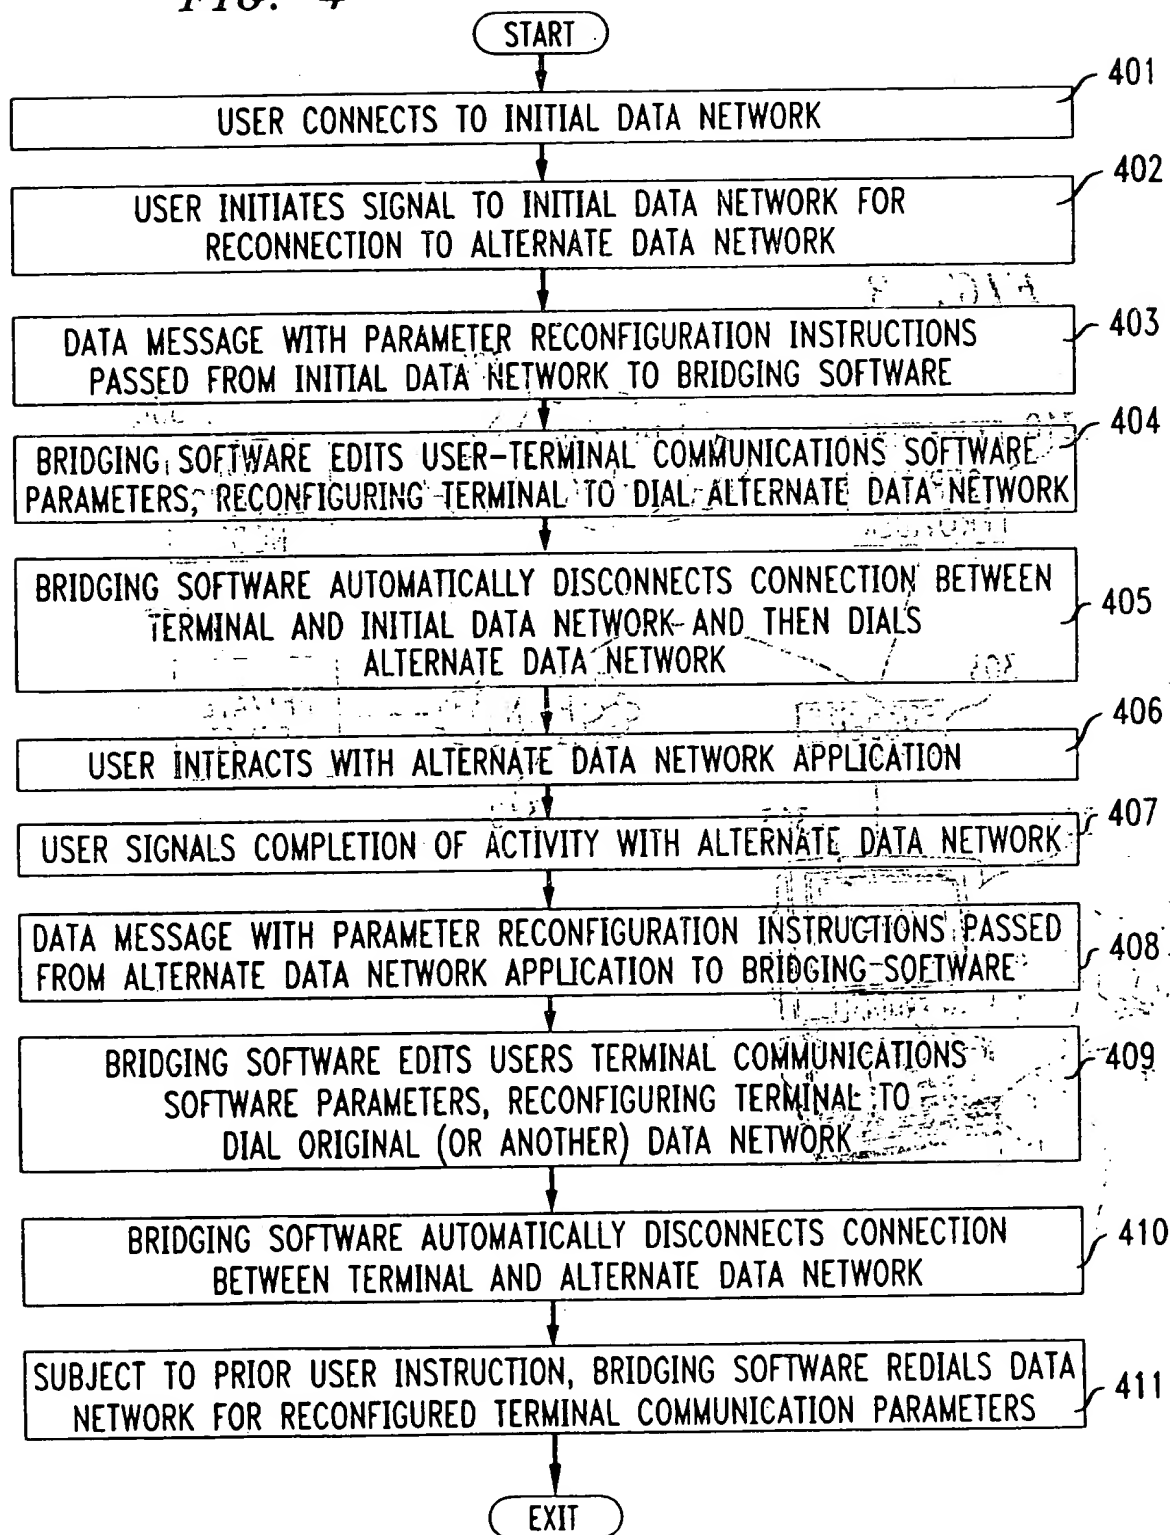 FIG. 4
START
401
USER CONNECTS TO INITIAL DATA NETWORK
402
USER INITIATES SIGNAL TO INITIAL DATA NETWORK FOR
RECONNECTION TO ALTERNATE DATA NETWORK
403
DATA MESSAGE WITH PARAMETER RECONFIGURATION INSTRUCTIONS
PASSED FROM INITIAL DATA NETWORK TO BRIDGING SOFTWARE
404
BRIDGING SOFTWARE EDITS USER-TERMINAL COMMUNICATIONS SOFTWARE
PARAMETERS, RECONFIGURING TERMINAL TO DIAL ALTERNATE DATA NETWORK
BRIDGING SOFTWARE AUTOMATICALLY DISCONNECTS CONNECTION BETWEEN
TERMINAL AND INITIAL DATA NETWORK AND THEN DIALS
ALTERNATE DATA NETWORK
405
406
USER INTERACTS WITH ALTERNATE DATA NETWORK APPLICATION
407
USER SIGNALS COMPLETION OF ACTIVITY WITH ALTERNATE DATA NETWORK
DATA MESSAGE WITH PARAMETER RECONFIGURATION INSTRUCTIONS PASSED
FROM ALTERNATE DATA NETWORK APPLICATION TO BRIDGING SOFTWARE
408
BRIDGING SOFTWARE EDITS USERS TERMINAL COMMUNICATIONS
SOFTWARE PARAMETERS, RECONFIGURING TERMINAL TO
DIAL ORIGINAL (OR ANOTHER) DATA NETWORK
409
BRIDGING SOFTWARE AUTOMATICALLY DISCONNECTS CONNECTION
BETWEEN TERMINAL AND ALTERNATE DATA NETWORK
410
SUBJECT TO PRIOR USER INSTRUCTION, BRIDGING SOFTWARE REDIALS DATA
NETWORK FOR RECONFIGURED TERMINAL COMMUNICATION PARAMETERS
411
EXIT